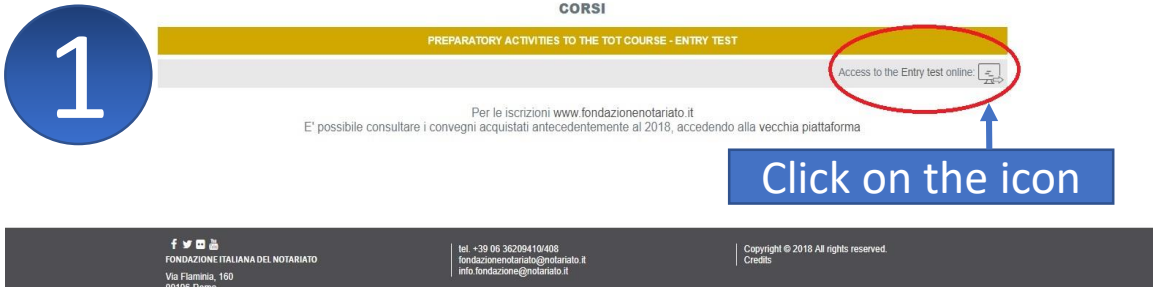 CORSI
1
PREPARATORY ACTIVITIES TO THE TOT COURSE - ENTRY TEST
Access to the Entry test online:
Per le iscrizioni www.fondazionenotariato.it
E' possibile consultare i convegni acquistati antecedentemente al 2018, accedendo alla vecchia piattaforma
Click on the icon
FONDAZIONE ITALIANA DEL NOTARIATO
Via Flaminia, 160
00196 Roma
tel. +39 06 36209410/408
fondazionenotariato@notariato.it
info.fondazione@notariato.it
Copyright © 2018 All rights reserved.
Credits